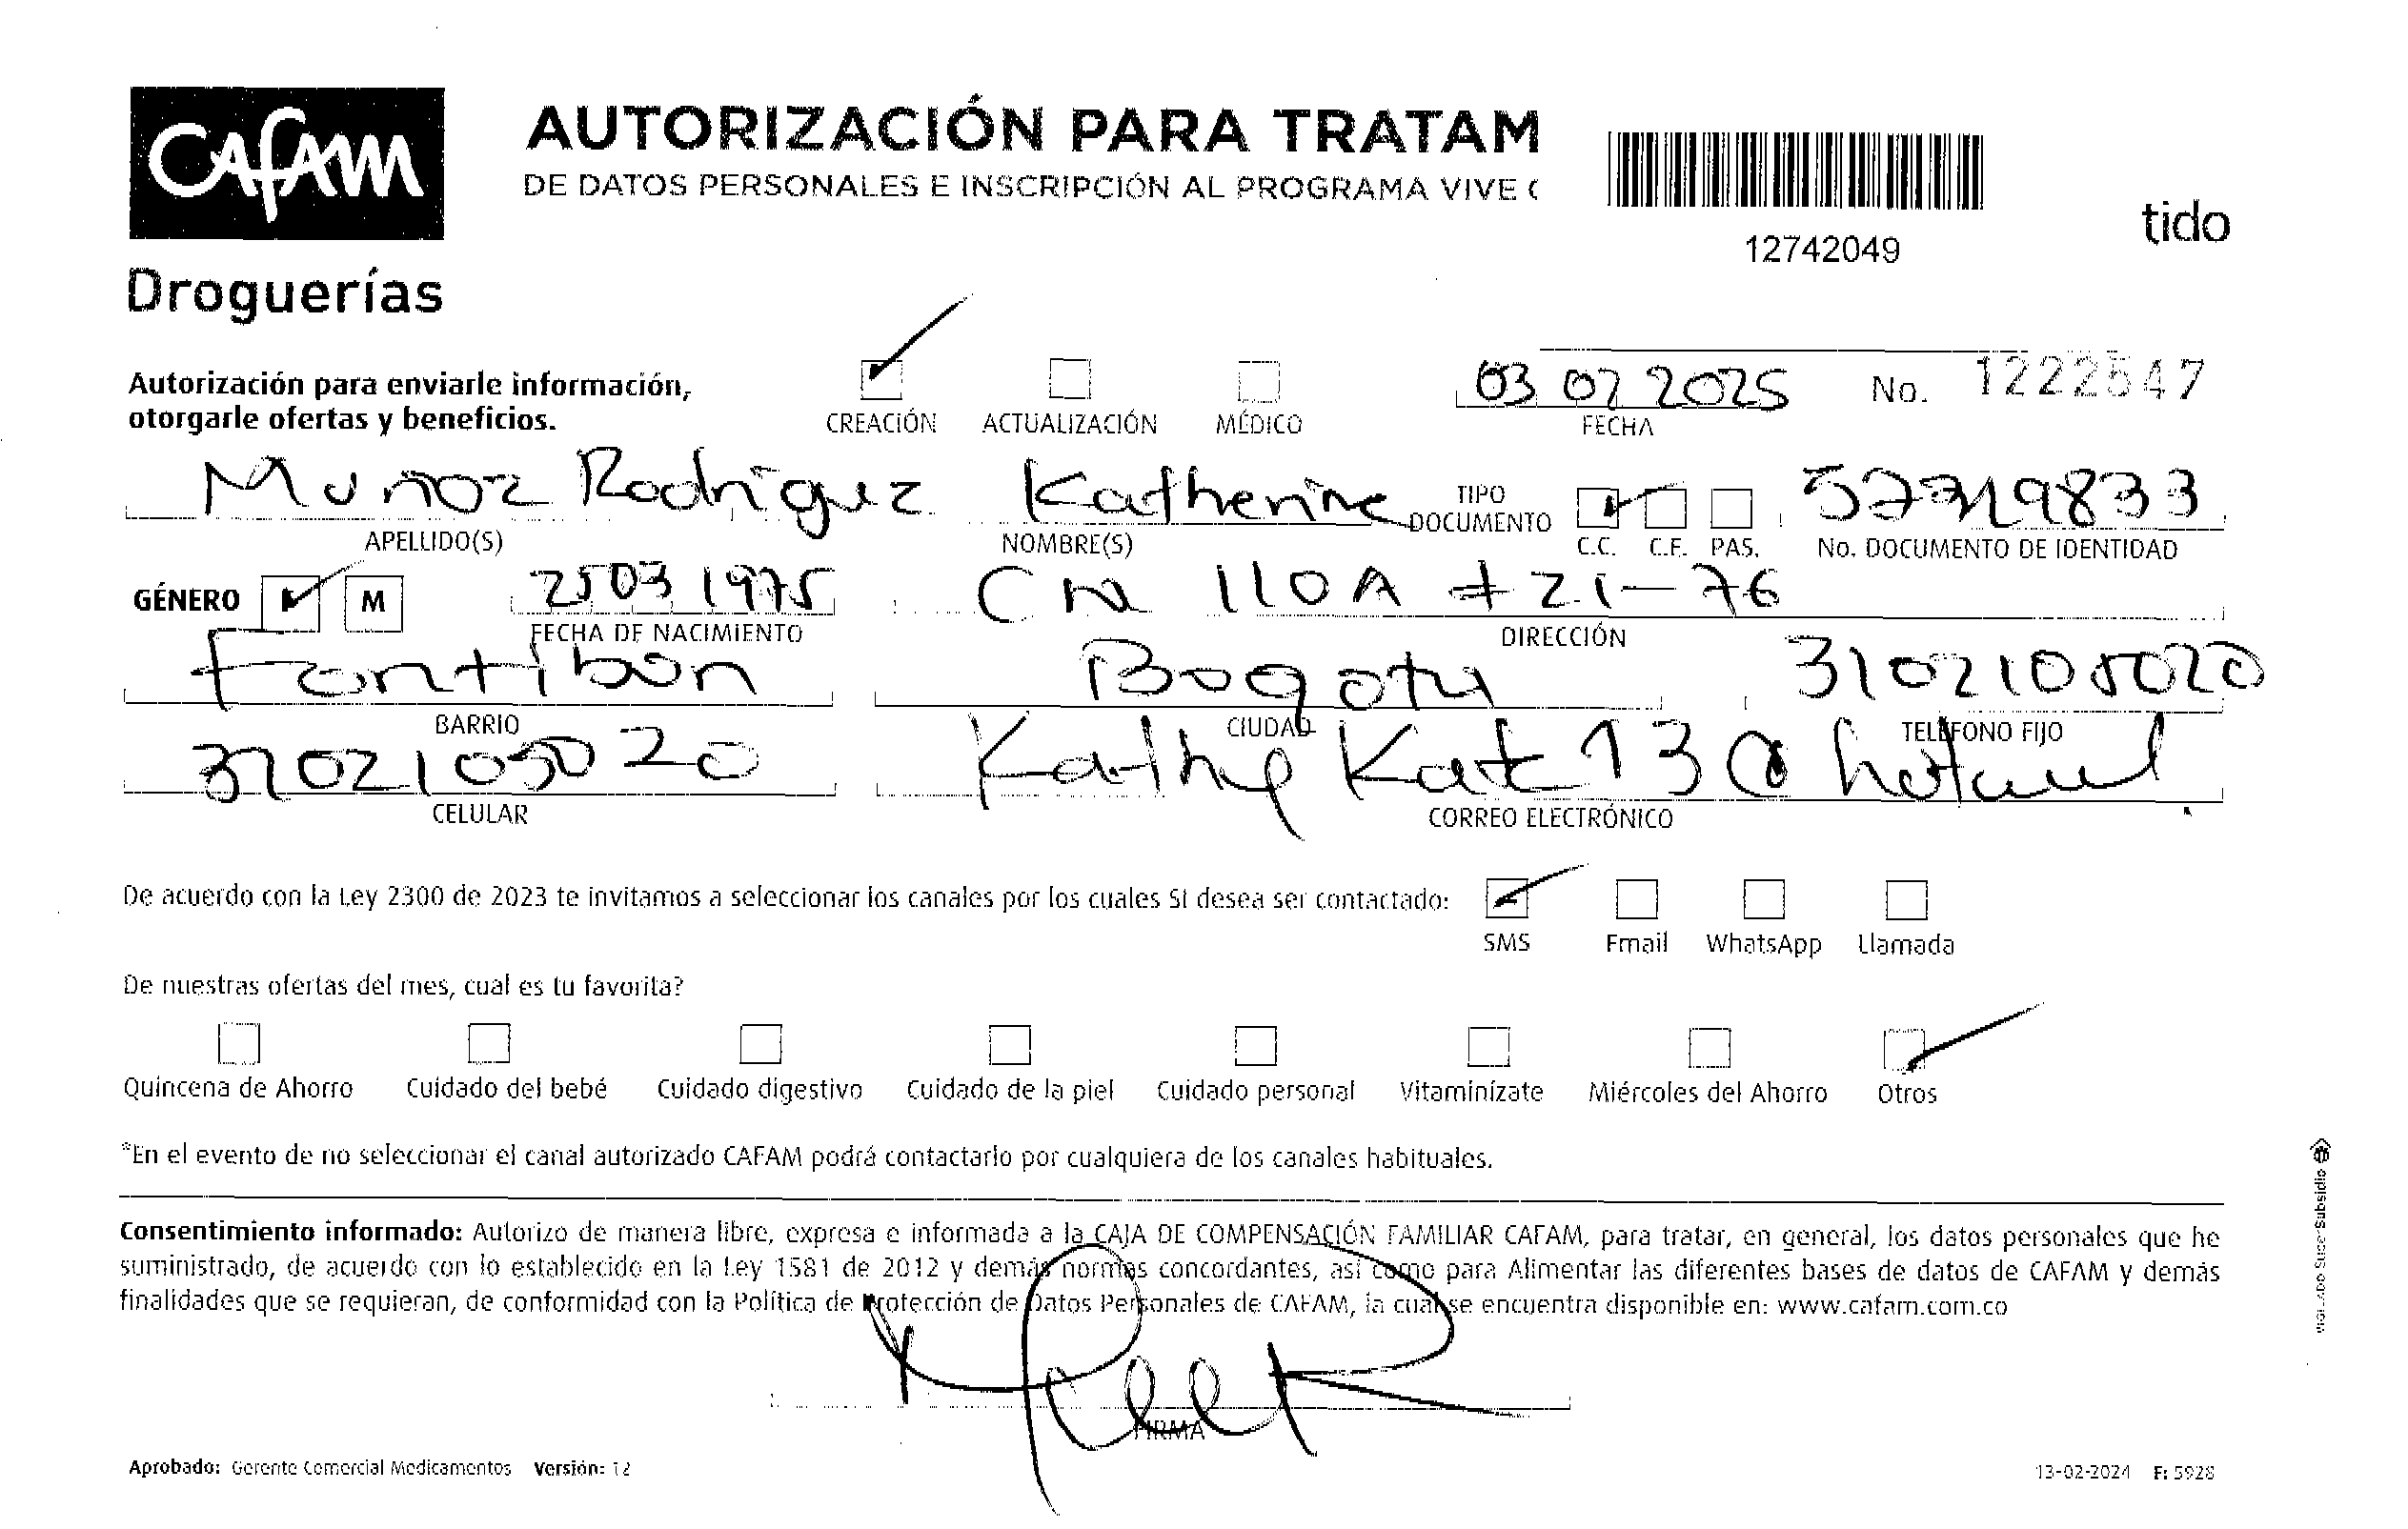 CAFAM
AUTORIZACIÓN PARA TRATAM
DE DATOS PERSONALES E INSCRIPCIÓN AL PROGRAMA VIVE
12742049
tido
Droguerías
Autorización para enviarle información,
otorgarle ofertas y beneficios.
CREACIÓN ACTUALIZACIÓN MÉDICO
03 02 2025
FECHA
No. 1222547
Muñoz Rodriguez Katherine
APELLIDO(S) NOMBRE(S)
TIPO DOCUMENTO C.C. C.E. PAS.
No. DOCUMENTO DE IDENTIDAD
GÉNERO M
25 03 1975
FECHA DE NACIMIENTO
110A # 21-76
DIRECCIÓN
Fontibon Bogota 3102105020
BARRIO CIUDAD TELÉFONO FIJO
3102105020 Kathe Kat 13 @
CELULAR CORREO ELECTRÓNICO
De acuerdo con la Ley 2300 de 2023 te invitamos a seleccionar los canales por los cuales SI desea ser contactado:
SMS Email WhatsApp Llamada
De nuestras ofertas del mes, cual es tu favorita?
Quincena de Ahorro Cuidado del bebé Cuidado digestivo Cuidado de la piel Cuidado personal Vitamínízate Miércoles del Ahorro Otros
*En el evento de no seleccionar el canal autorizado CAFAM podrá contactarlo por cualquiera de los canales habituales.
Consentimiento informado: Autorizo de manera libre, expresa e informada a la CAJA DE COMPENSACIÓN FAMILIAR CAFAM, para tratar, en general, los datos personales que he
suministrado, de acuerdo con lo establecido en la Ley 1581 de 2012 y demás normas concordantes, así como para Alimentar las diferentes bases de datos de CAFAM y demás
finalidades que se requieran, de conformidad con la Política de Protección de Datos Personales de CAFAM, la cual se encuentra disponible en: www.cafam.com.co
FIRMA
Aprobado: Gerente Comercial Medicamentos Versión: 12
13-02-2024 F: 5928
VIGILADO SuperSubsidio